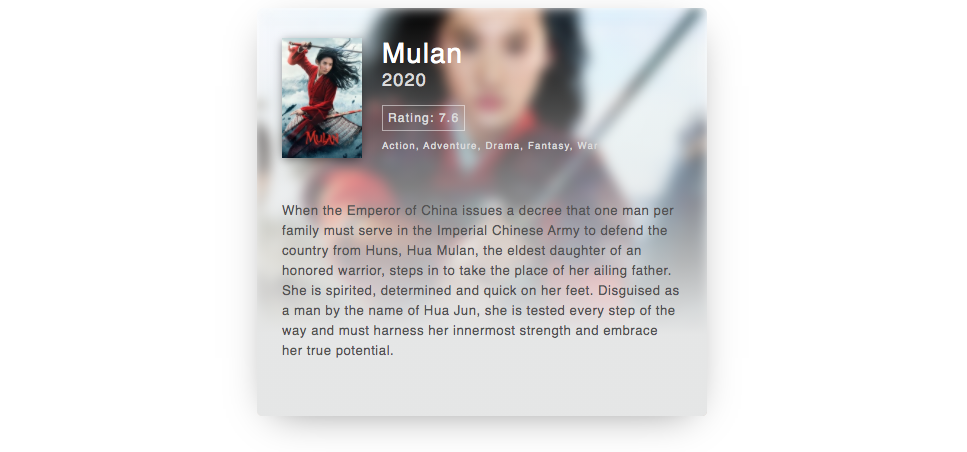 Mulan
2020
Rating: 7.6
Action, Adventure, Drama, Fantasy, War
Mulan
When the Emperor of China issues a decree that one man per
family must serve in the Imperial Chinese Army to defend the
country from Huns, Hua Mulan, the eldest daughter of an
honored warrior, steps in to take the place of her ailing father.
She is spirited, determined and quick on her feet. Disguised as
a man by the name of Hua Jun, she is tested every step of the
way and must harness her innermost strength and embrace
her true potential.